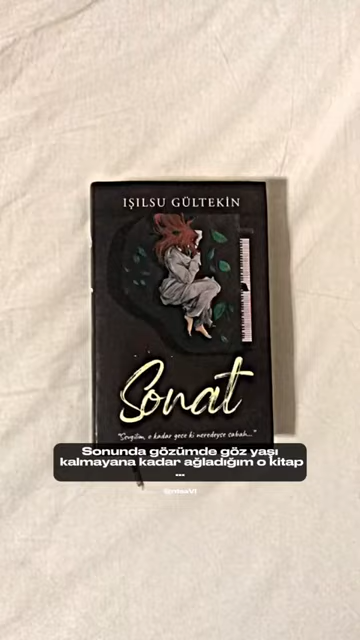 IŞILSU GÜLTEKİN
Sonat
"Sevgilim, o kadar gece ki neredeyse sabah..."
Sonunda gözümde göz yaşı
kalmayana kadar ağladığım o kitap
...